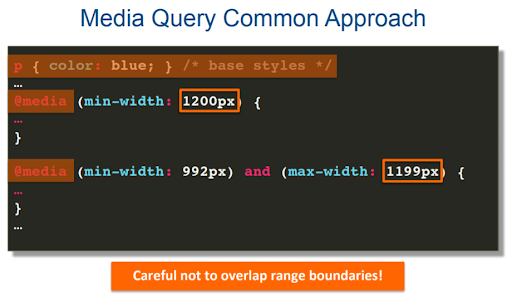 Media Query Common Approach
p { color: blue; } /* base styles */
…
@media (min-width: 1200px) {
…
}
@media (min-width: 992px) and (max-width: 1199px) {
…
}
…
Careful not to overlap range boundaries!